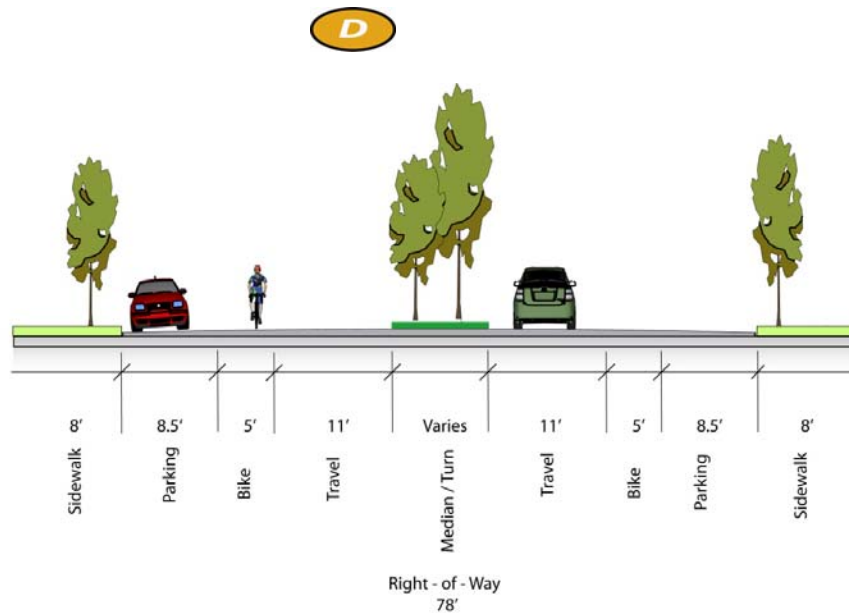 D
8' 8.5' 5' 11' Varies 11' 5' 8.5' 8'
Sidewalk Parking Bike Travel Median / Turn Travel Bike Parking Sidewalk
Right - of - Way
78'